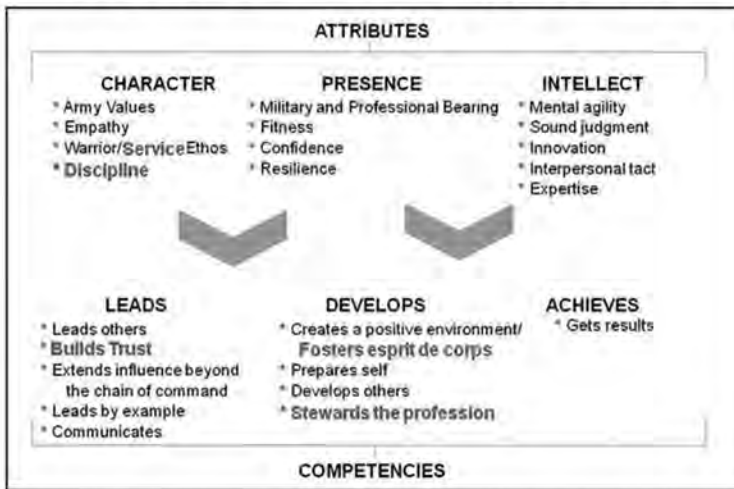 ATTRIBUTES
CHARACTER
* Army Values
* Empathy
* Warrior/Service Ethos
* Discipline
PRESENCE
* Military and Professional Bearing
* Fitness
* Confidence
* Resilience
INTELLECT
* Mental agility
* Sound judgment
* Innovation
* Interpersonal tact
* Expertise
LEADS
* Leads others
* Builds Trust
* Extends influence beyond
the chain of command
* Leads by example
* Communicates
DEVELOPS
* Creates a positive environment/
Fosters esprit de corps
* Prepares self
* Develops others
* Stewards the profession
ACHIEVES
* Gets results
COMPETENCIES